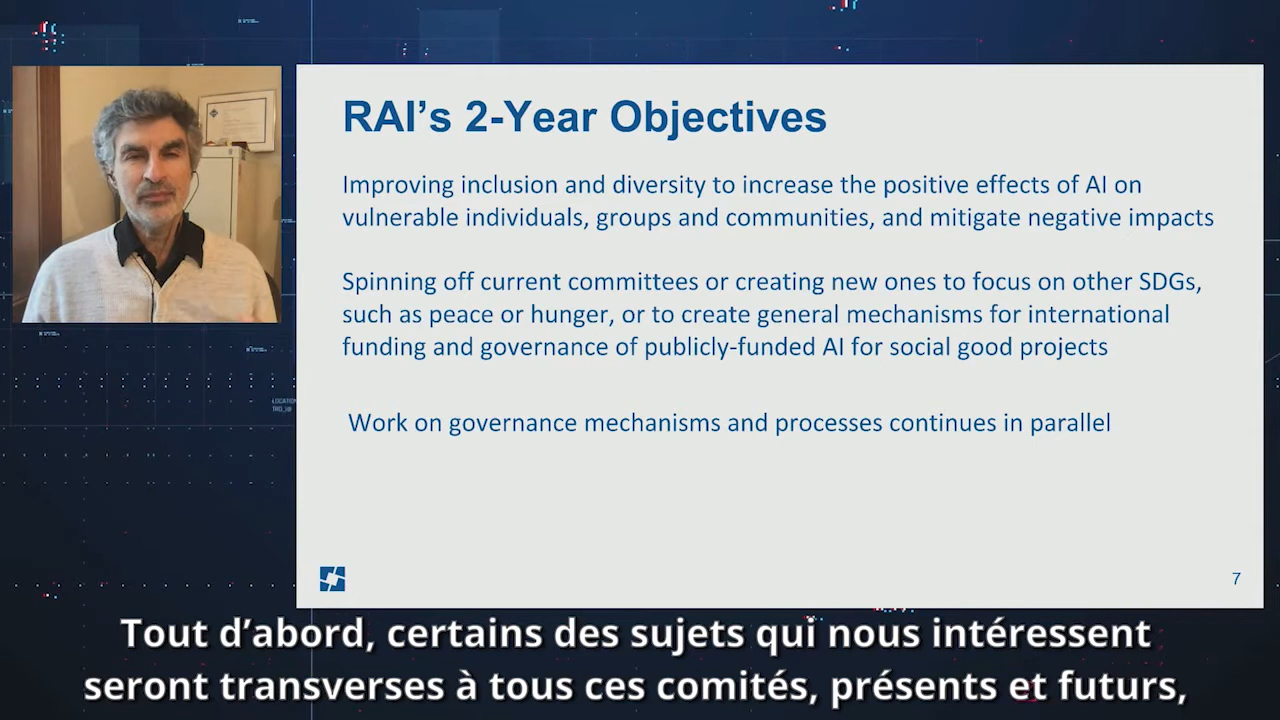 RAI’s 2-Year Objectives
Improving inclusion and diversity to increase the positive effects of AI on
vulnerable individuals, groups and communities, and mitigate negative impacts
Spinning off current committees or creating new ones to focus on other SDGs,
such as peace or hunger, or to create general mechanisms for international
funding and governance of publicly-funded AI for social good projects
Work on governance mechanisms and processes continues in parallel
7
Tout d’abord, certains des sujets qui nous intéressent
seront transverses à tous ces comités, présents et futurs,